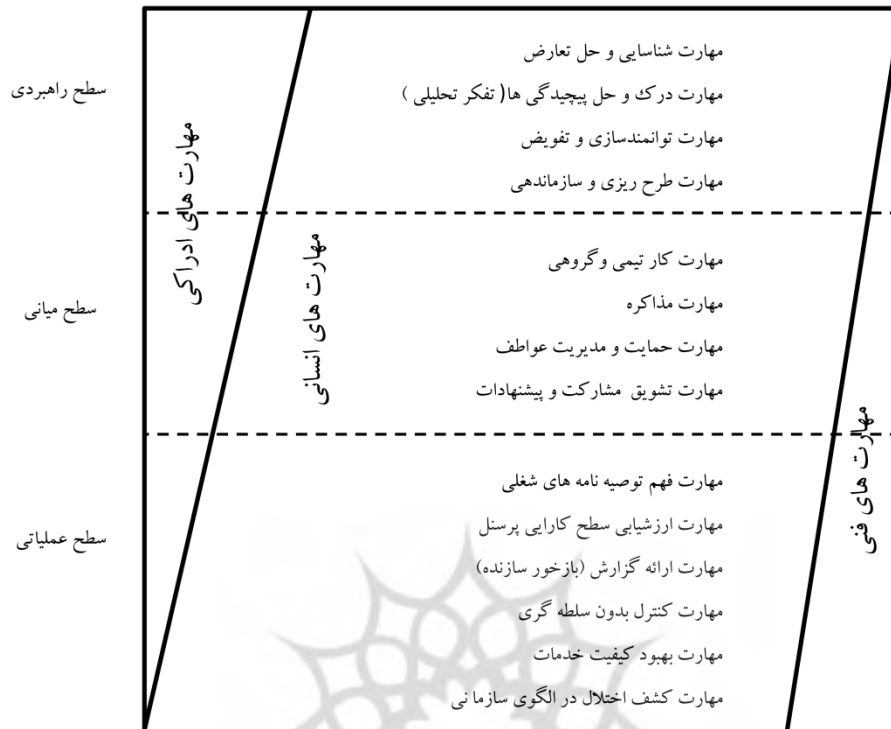 سطح راهبردی
مهارت های ادراکی
مهارت شناسایی و حل تعارض
مهارت درک و حل پیچیدگی ها( تفکر تحلیلی )
مهارت توانمندسازی و تفویض
مهارت طرح ریزی و سازماندهی
سطح میانی
مهارت های انسانی
مهارت کار تیمی وگروهی
مهارت مذاکره
مهارت حمایت و مدیریت عواطف
مهارت تشویق مشارکت و پیشنهادات
سطح عملیاتی
مهارت های فنی
مهارت فهم توصیه نامه های شغلی
مهارت ارزشیابی سطح کارایی پرسنل
مهارت ارائه گزارش (بازخور سازنده)
مهارت کنترل بدون سلطه گری
مهارت بهبود کیفیت خدمات
مهارت کشف اختلال در الگوی سازما نی